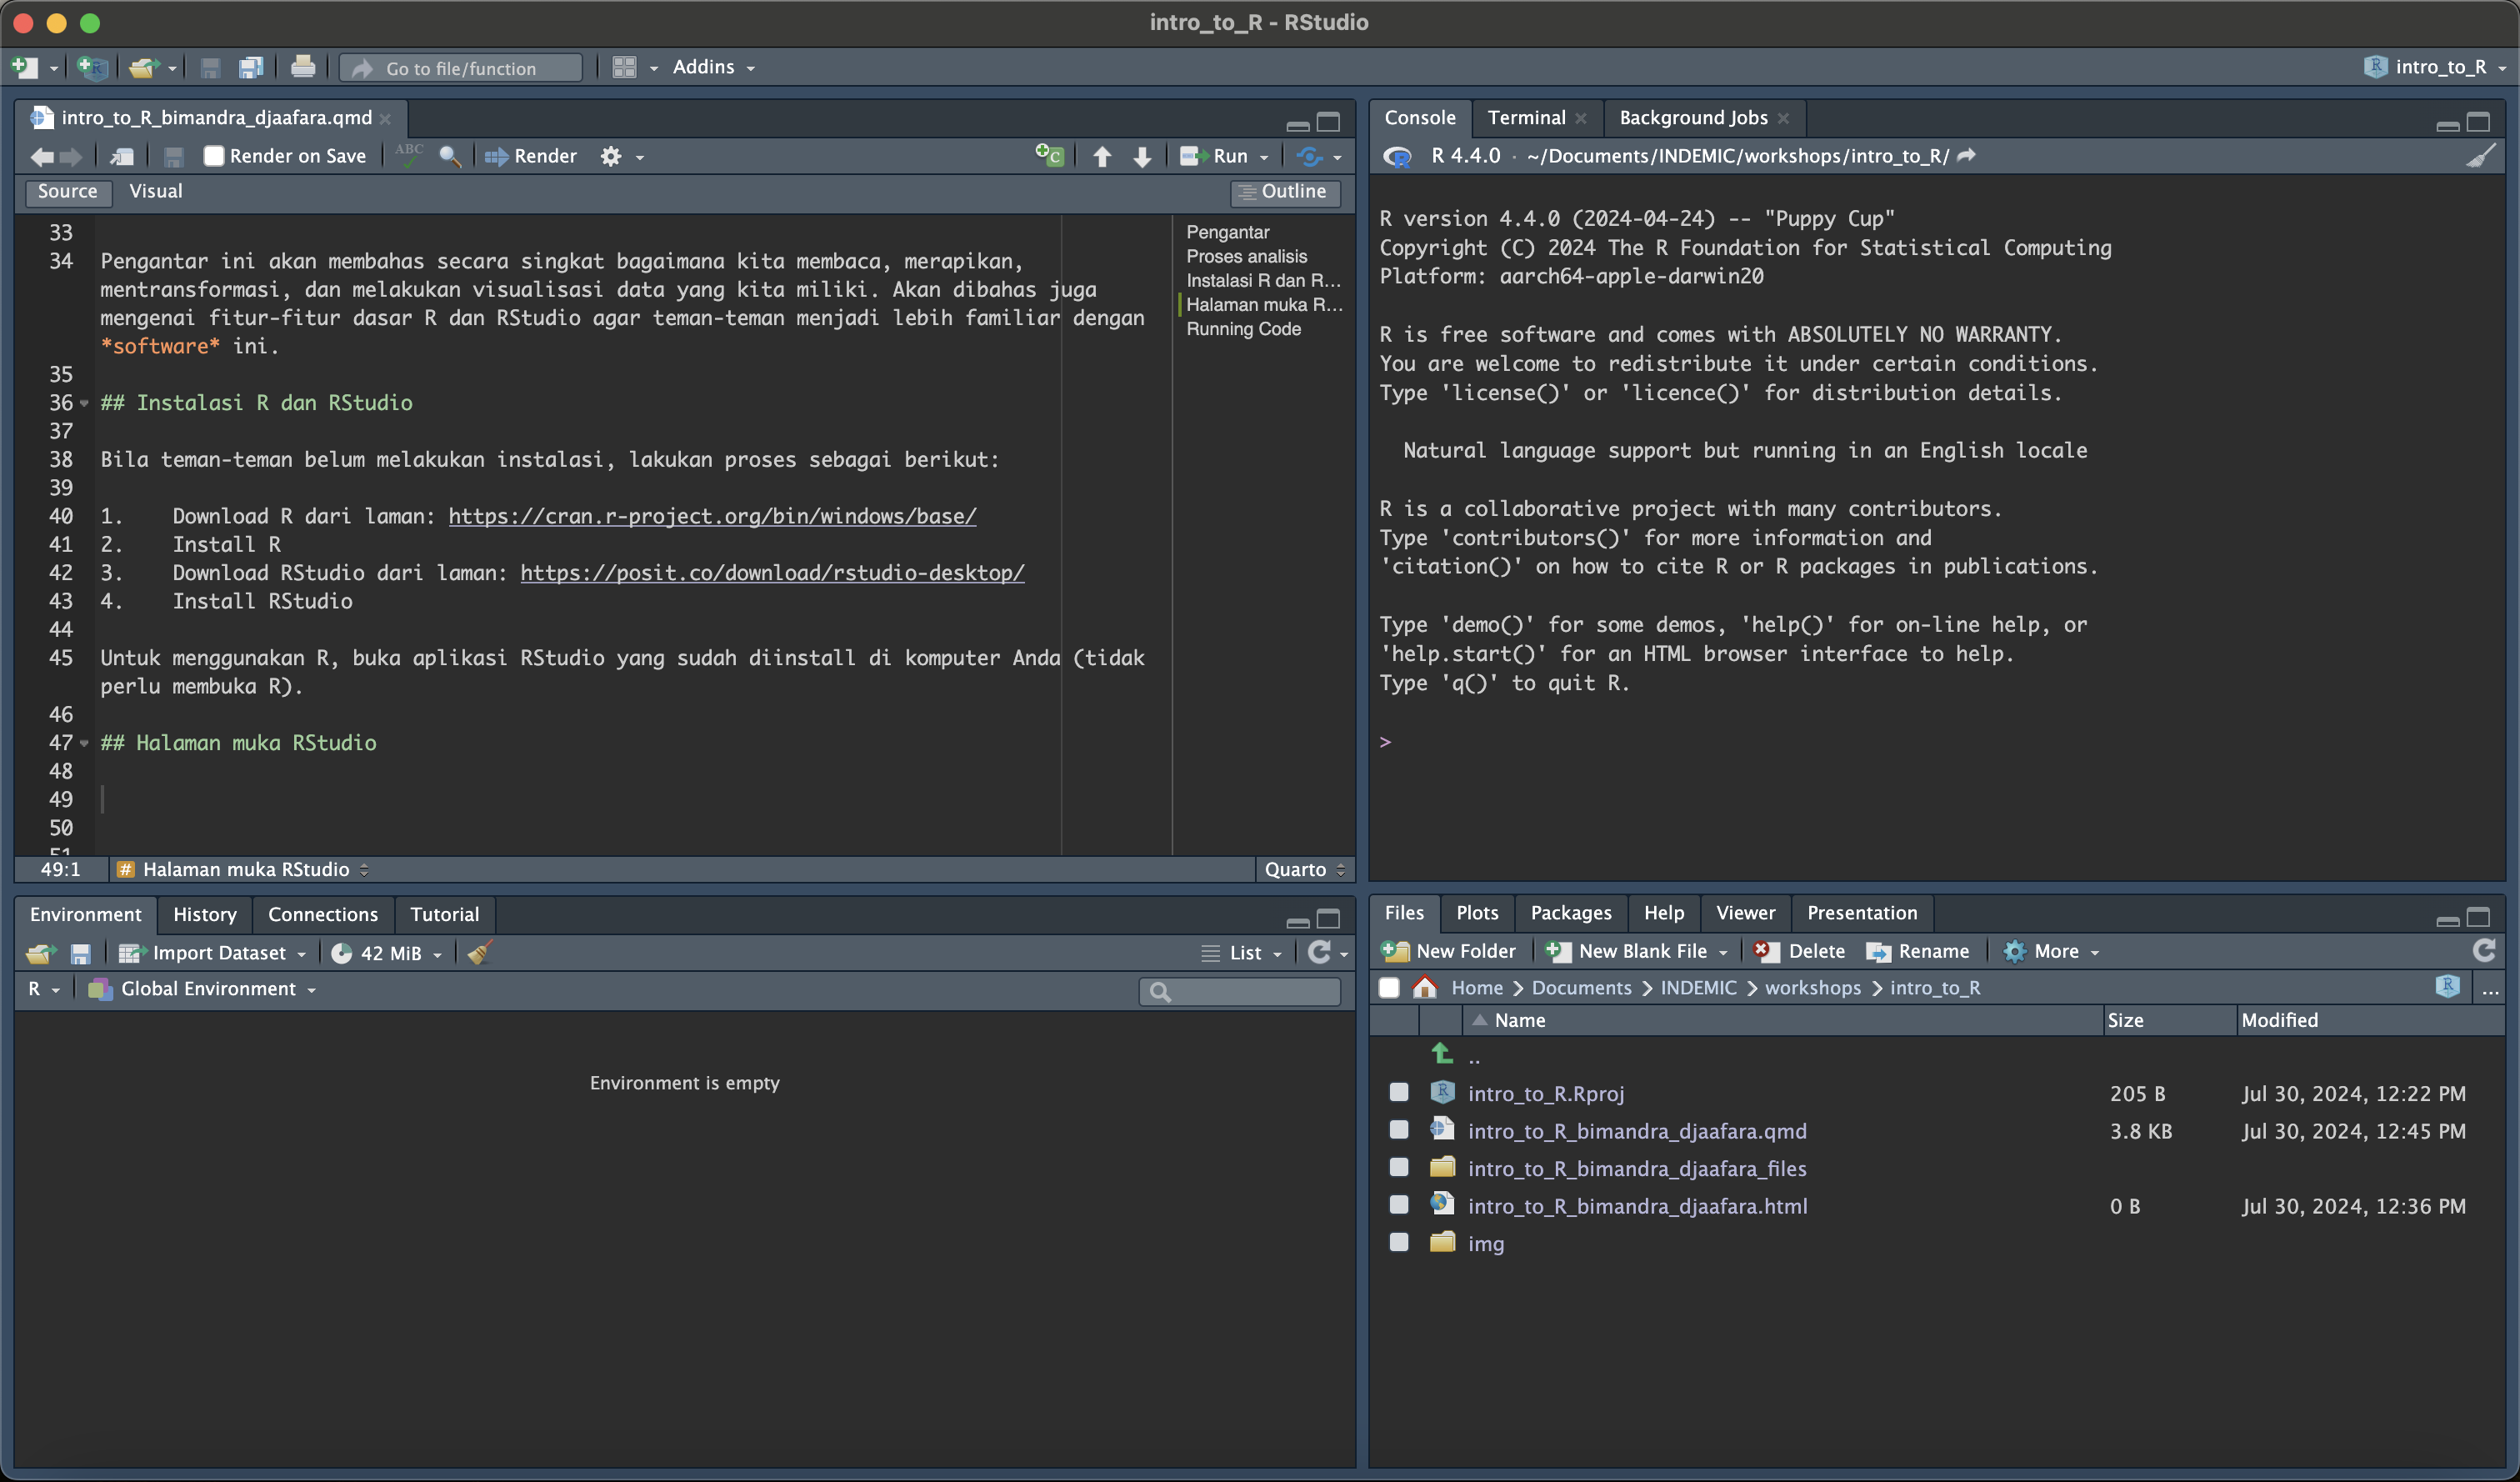 intro_to_R - RStudio
Go to file/function
Addins
intro_to_R
intro_to_R_bimandra_djaafara.qmd
Render on Save
ABC
Render
Run
Source
Visual
Outline
33
34 Pengantar ini akan membahas secara singkat bagaimana kita membaca, merapikan,
mentransformasi, dan melakukan visualisasi data yang kita miliki. Akan dibahas juga
mengenai fitur-fitur dasar R dan RStudio agar teman-teman menjadi lebih familiar dengan
*software* ini.
35
36 ## Instalasi R dan RStudio
37
38 Bila teman-teman belum melakukan instalasi, lakukan proses sebagai berikut:
39
40 1. Download R dari laman: https://cran.r-project.org/bin/windows/base/
41 2. Install R
42 3. Download RStudio dari laman: https://posit.co/download/rstudio-desktop/
43 4. Install RStudio
44
45 Untuk menggunakan R, buka aplikasi RStudio yang sudah diinstall di komputer Anda (tidak
perlu membuka R).
46
47 ## Halaman muka RStudio
48
49
50
51
Pengantar
Proses analisis
Instalasi R dan R...
Halaman muka R...
Running Code
49:1
# Halaman muka RStudio
Quarto
Console
Terminal
Background Jobs
R 4.4.0 · ~/Documents/INDEMIC/workshops/intro_to_R/
R version 4.4.0 (2024-04-24) -- "Puppy Cup"
Copyright (C) 2024 The R Foundation for Statistical Computing
Platform: aarch64-apple-darwin20
R is free software and comes with ABSOLUTELY NO WARRANTY.
You are welcome to redistribute it under certain conditions.
Type 'license()' or 'licence()' for distribution details.
Natural language support but running in an English locale
R is a collaborative project with many contributors.
Type 'contributors()' for more information and
'citation()' on how to cite R or R packages in publications.
Type 'demo()' for some demos, 'help()' for on-line help, or
'help.start()' for an HTML browser interface to help.
Type 'q()' to quit R.
>
Environment
History
Connections
Tutorial
Import Dataset
42 MiB
List
R
Global Environment
Environment is empty
Files
Plots
Packages
Help
Viewer
Presentation
New Folder
New Blank File
Delete
Rename
More
Home
Documents
INDEMIC
workshops
intro_to_R
...
Name Size Modified
..
intro_to_R.Rproj 205 B Jul 30, 2024, 12:22 PM
intro_to_R_bimandra_djaafara.qmd 3.8 KB Jul 30, 2024, 12:45 PM
intro_to_R_bimandra_djaafara_files
intro_to_R_bimandra_djaafara.html 0 B Jul 30, 2024, 12:36 PM
img